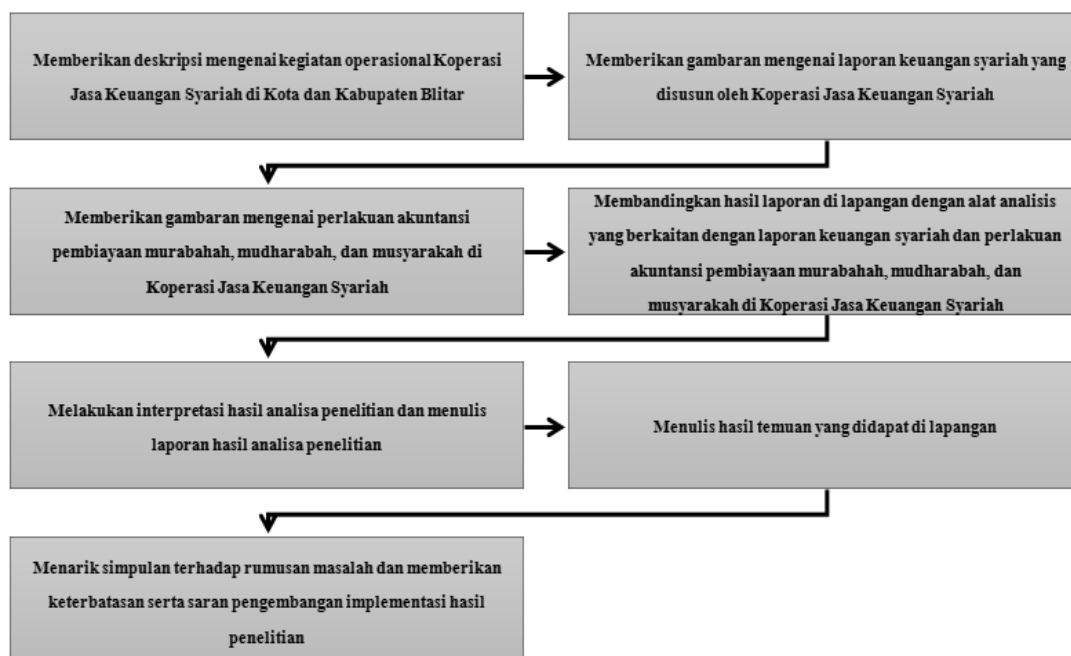 Memberikan deskripsi mengenai kegiatan operasional Koperasi
Jasa Keuangan Syariah di Kota dan Kabupaten Blitar
Memberikan gambaran mengenai laporan keuangan syariah yang
disusun oleh Koperasi Jasa Keuangan Syariah
Memberikan gambaran mengenai perlakuan akuntansi
pembiayaan murabahah, mudharabah, dan musyarakah di
Koperasi Jasa Keuangan Syariah
Membandingkan hasil laporan di lapangan dengan alat analisis
yang berkaitan dengan laporan keuangan syariah dan perlakuan
akuntansi pembiayaan murabahah, mudharabah, dan
musyarakah di Koperasi Jasa Keuangan Syariah
Melakukan interpretasi hasil analisa penelitian dan menulis
laporan hasil analisa penelitian
Menulis hasil temuan yang didapat di lapangan
Menarik simpulan terhadap rumusan masalah dan memberikan
keterbatasan serta saran pengembangan implementasi hasil
penelitian